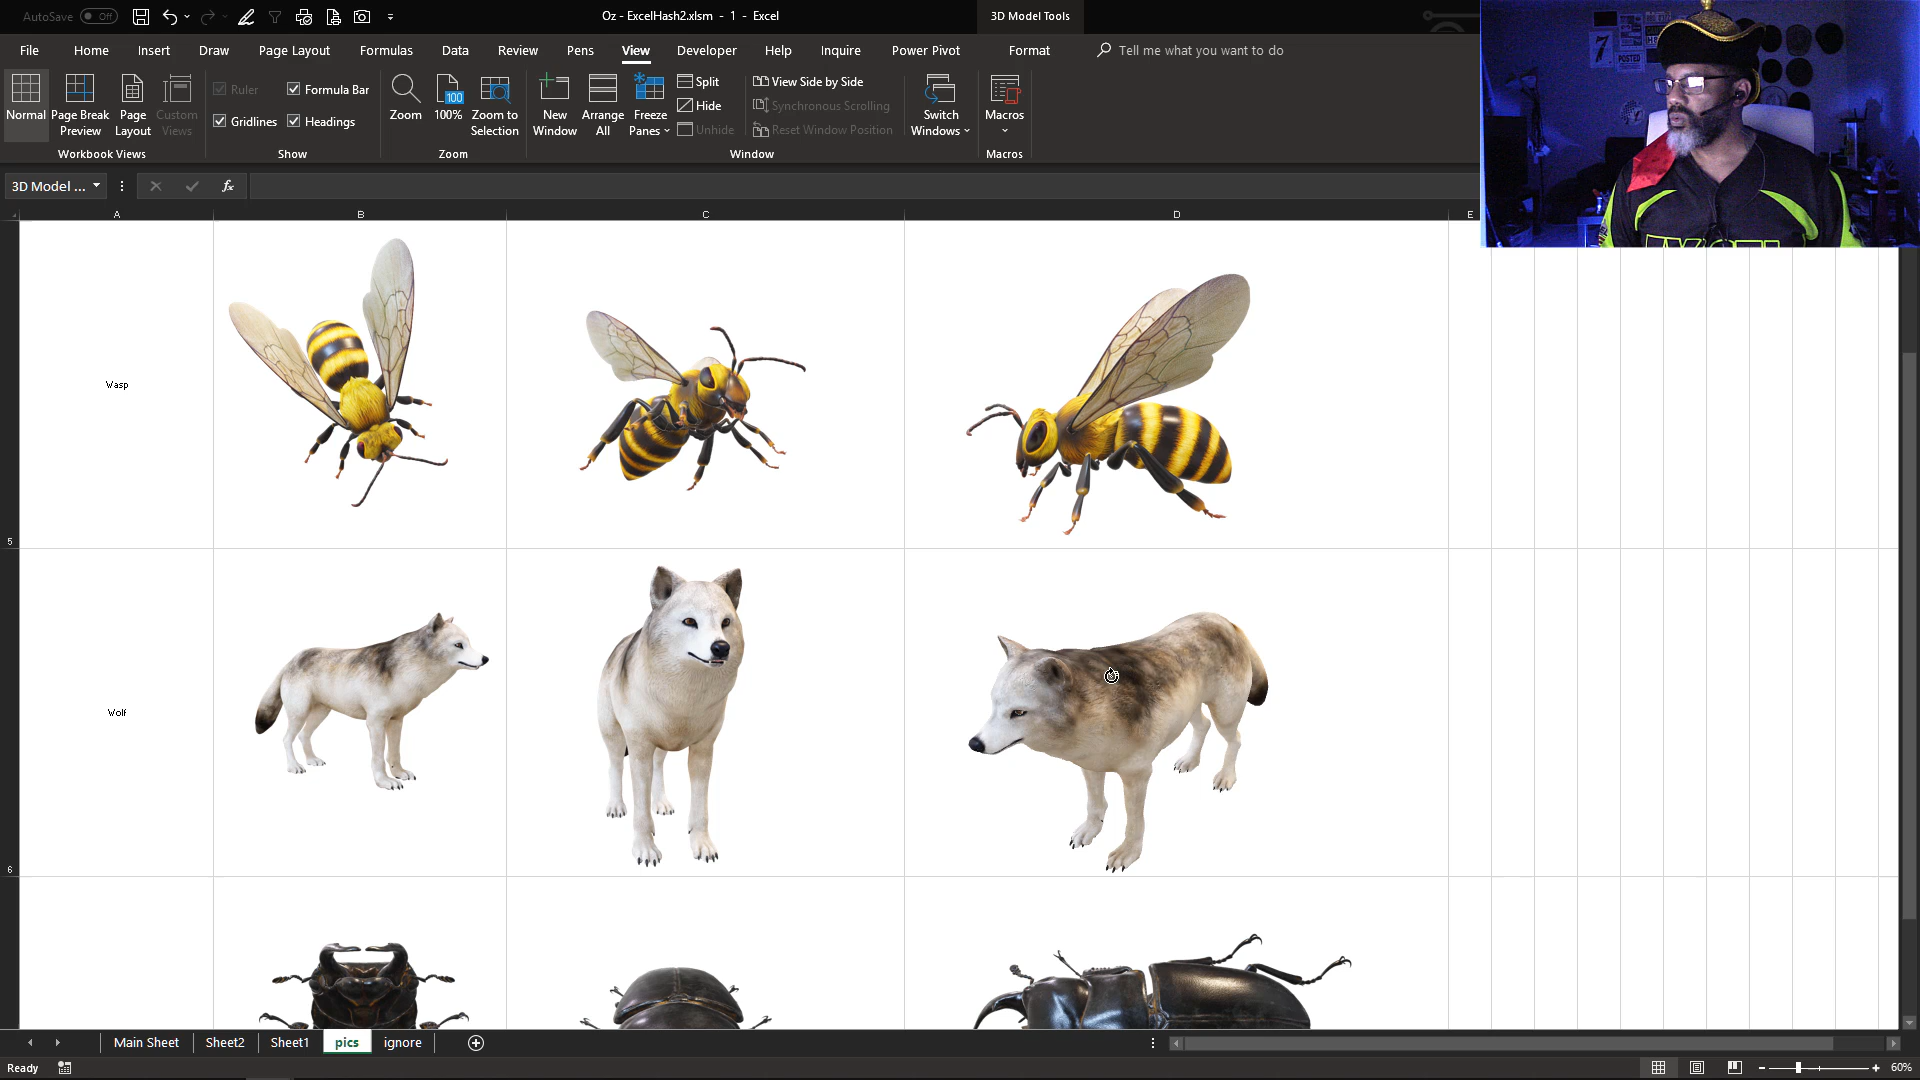 AutoSave Off
Oz - ExcelHash2.xlsm - 1 - Excel
3D Model Tools
File Home Insert Draw Page Layout Formulas Data Review Pens View Developer Help Inquire Power Pivot Format Tell me what you want to do
Normal
Page Break Preview
Page Layout
Custom Views
Workbook Views
Ruler
Formula Bar
Gridlines
Headings
Show
Zoom
100
100%
Zoom to Selection
Zoom
New Window
Arrange All
Freeze Panes
Split
Hide
Unhide
View Side by Side
Synchronous Scrolling
Reset Window Position
Window
Switch Windows
Macros
Macros
3D Model ...
fx
A B C D E
Wasp
5
Wolf
6
Main Sheet Sheet2 Sheet1 pics ignore
Ready
60%